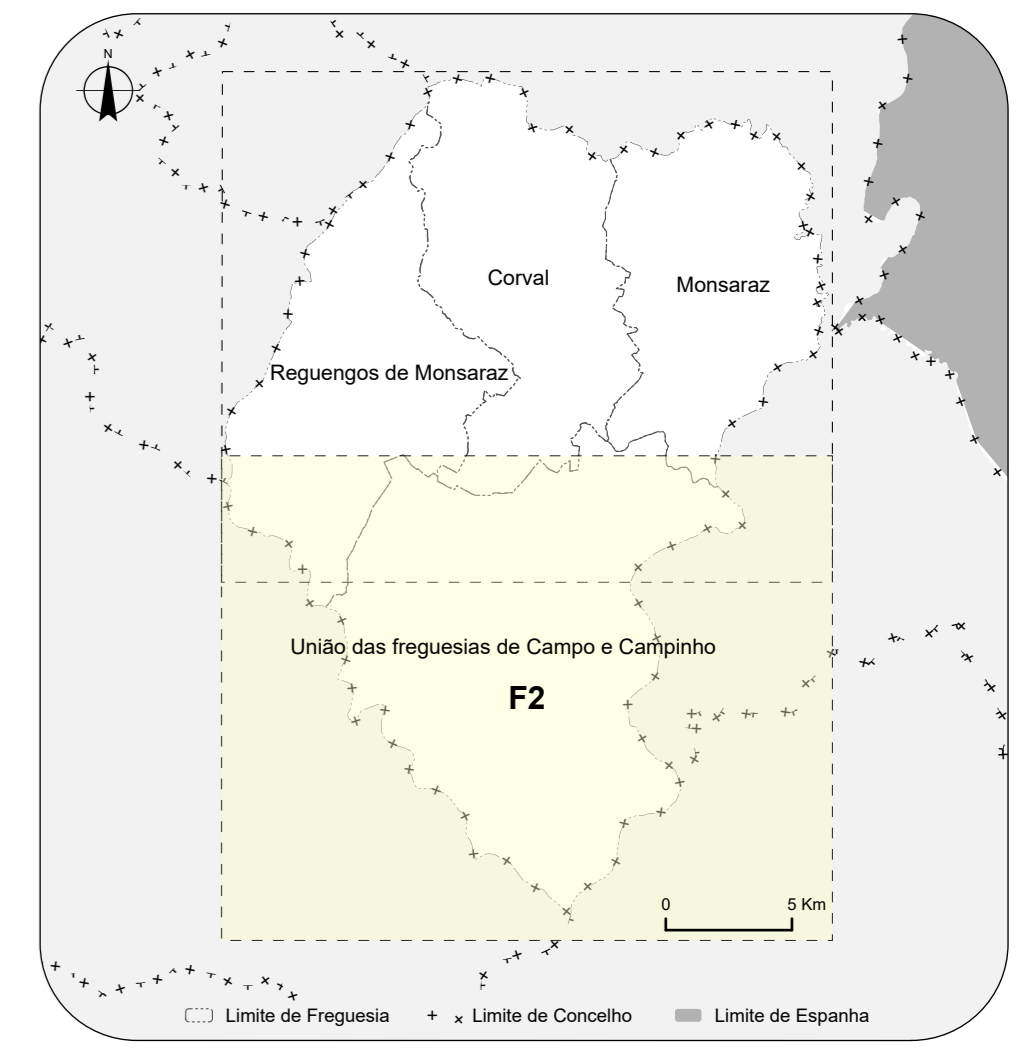 N
Corval
Monsaraz
Reguengos de Monsaraz
União das freguesias de Campo e Campinho
F2
0 5 Km
Limite de Freguesia Limite de Concelho Limite de Espanha